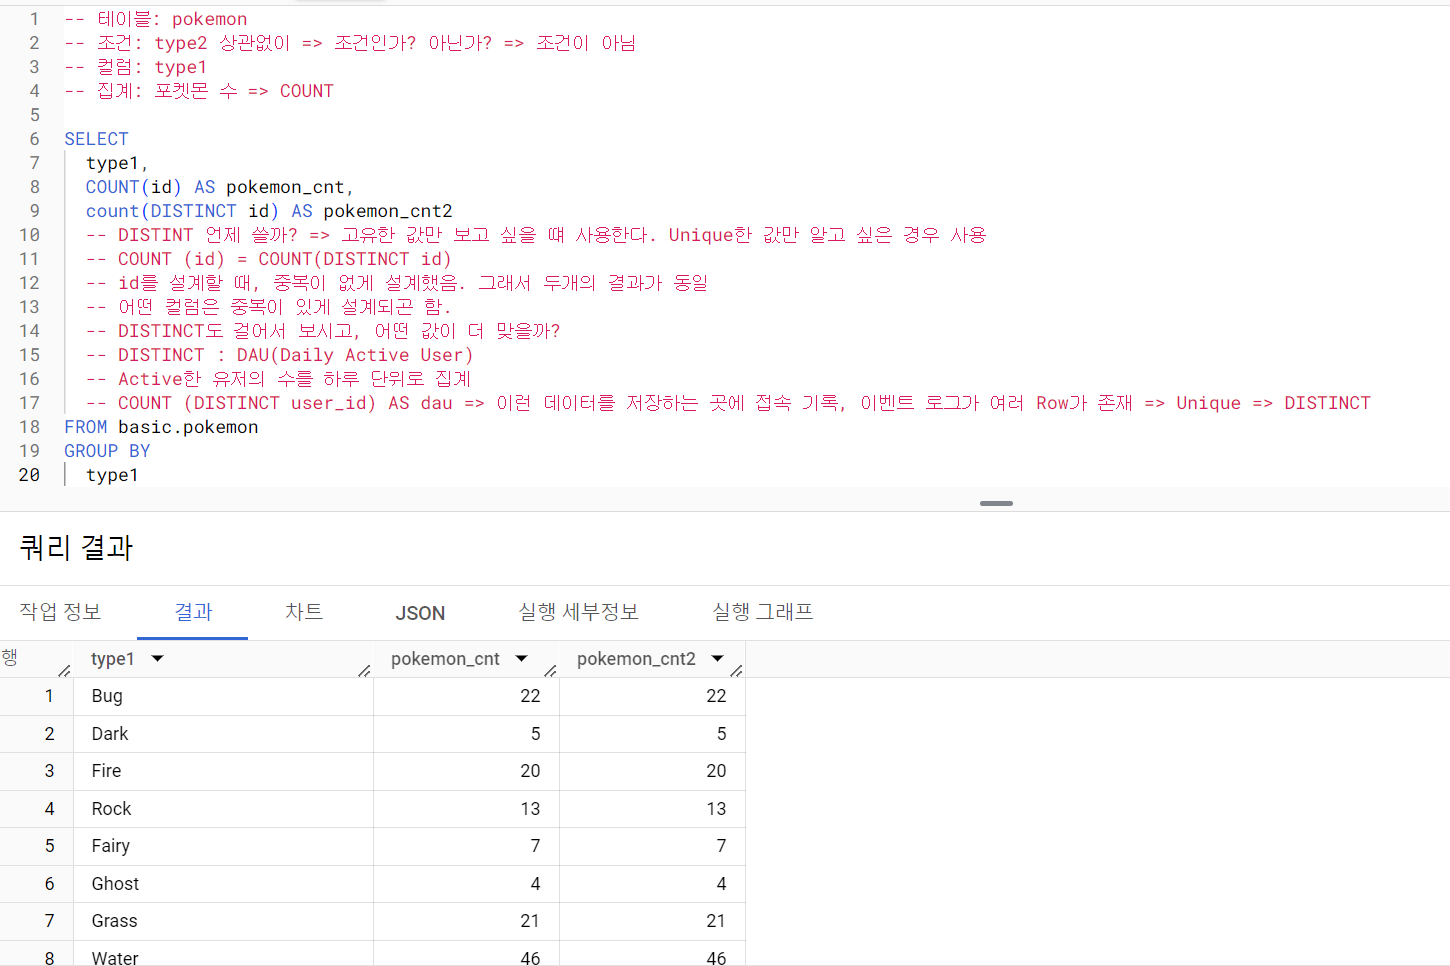 1 -- 테이블: pokemon
2 -- 조건: type2 상관없이 => 조건인가? 아닌가? => 조건이 아님
3 -- 컬럼: type1
4 -- 집계: 포켓몬 수 => COUNT
5
6 SELECT
7 type1,
8 COUNT(id) AS pokemon_cnt,
9 count(DISTINCT id) AS pokemon_cnt2
10 -- DISTINT 언제 쓸까? => 고유한 값만 보고 싶을 떄 사용한다. Unique한 값만 알고 싶은 경우 사용
11 -- COUNT (id) = COUNT(DISTINCT id)
12 -- id를 설계할 때, 중복이 없게 설계했음. 그래서 두개의 결과가 동일
13 -- 어떤 컬럼은 중복이 있게 설계되곤 함.
14 -- DISTINCT도 걸어서 보시고, 어떤 값이 더 맞을까?
15 -- DISTINCT : DAU(Daily Active User)
16 -- Active한 유저의 수를 하루 단위로 집계
17 -- COUNT (DISTINCT user_id) AS dau => 이런 데이터를 저장하는 곳에 접속 기록, 이벤트 로그가 여러 Row가 존재 => Unique => DISTINCT
18 FROM basic.pokemon
19 GROUP BY
20 type1
쿼리 결과
작업 정보 결과 차트 JSON 실행 세부정보 실행 그래프
행 type1 pokemon_cnt pokemon_cnt2
1 Bug 22 22
2 Dark 5 5
3 Fire 20 20
4 Rock 13 13
5 Fairy 7 7
6 Ghost 4 4
7 Grass 21 21
8 Water 46 46